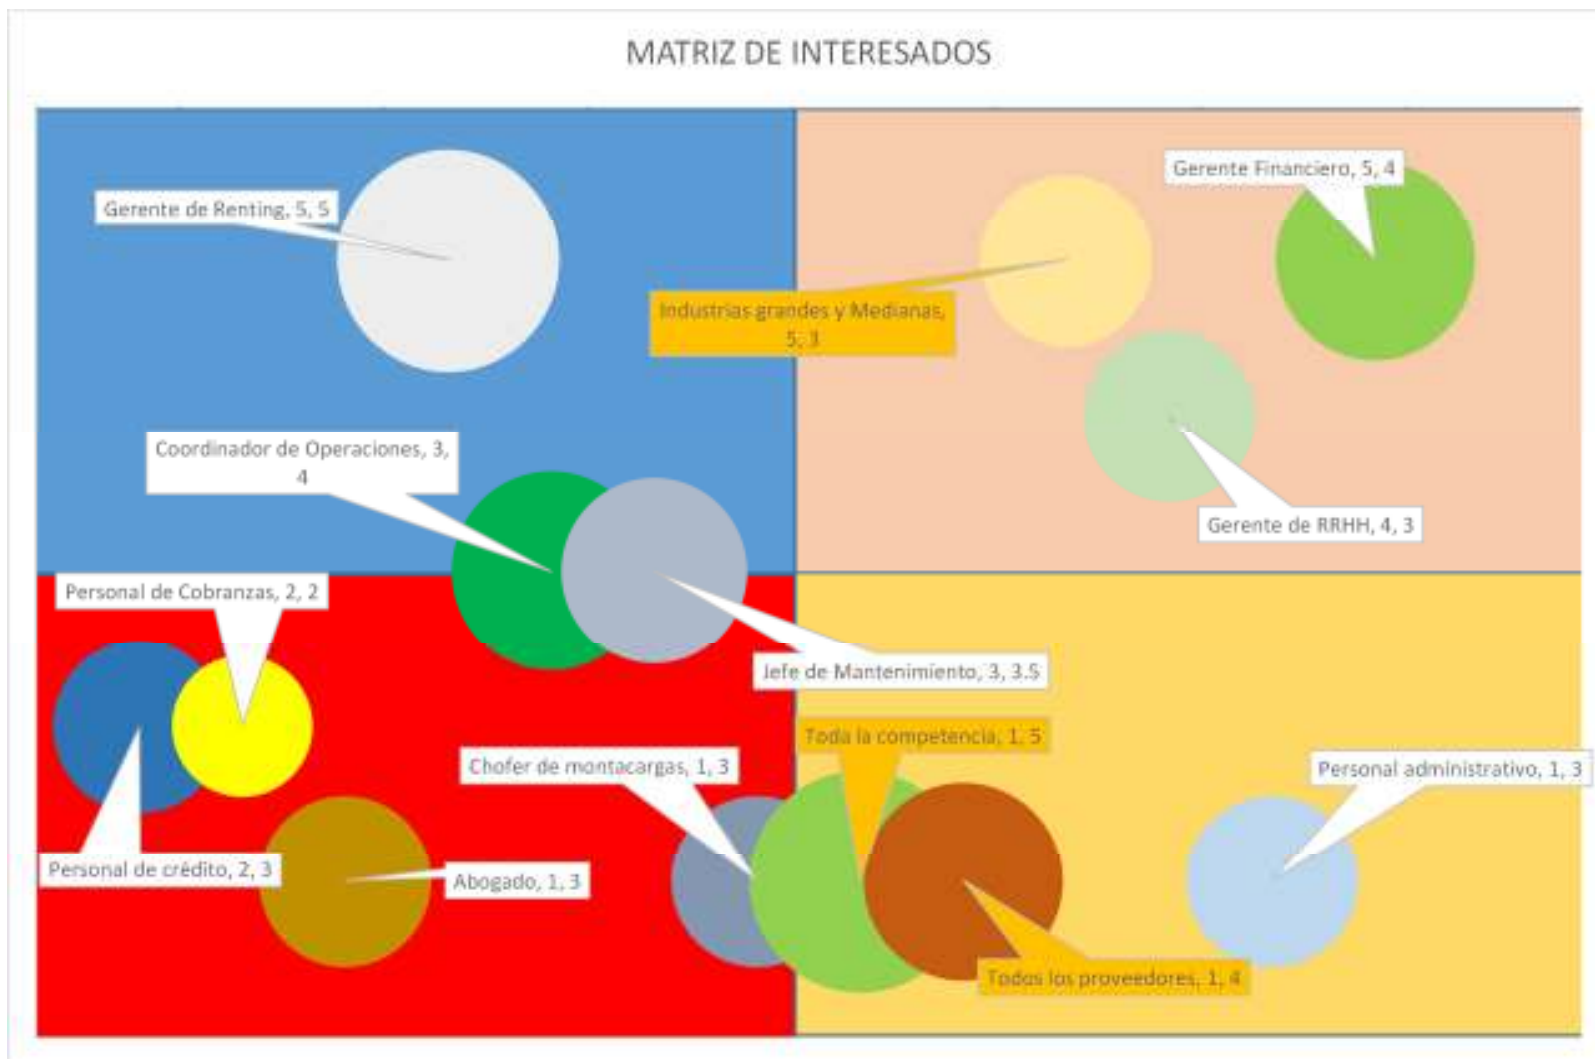 MATRIZ DE INTERESADOS
Gerente Financiero, 5, 4
Gerente de Renting, 5, 5
Industrias grandes y Medianas,
5, 3
Coordinador de Operaciones, 3,
4
Gerente de RRHH, 4, 3
Personal de Cobranzas, 2, 2
Jefe de Mantenimiento, 3, 3.5
Toda la competencia, 1, 5
Chofer de montacargas, 1, 3
Personal administrativo, 1, 3
Personal de crédito, 2, 3
Abogado, 1, 3
Todos los proveedores, 1, 4